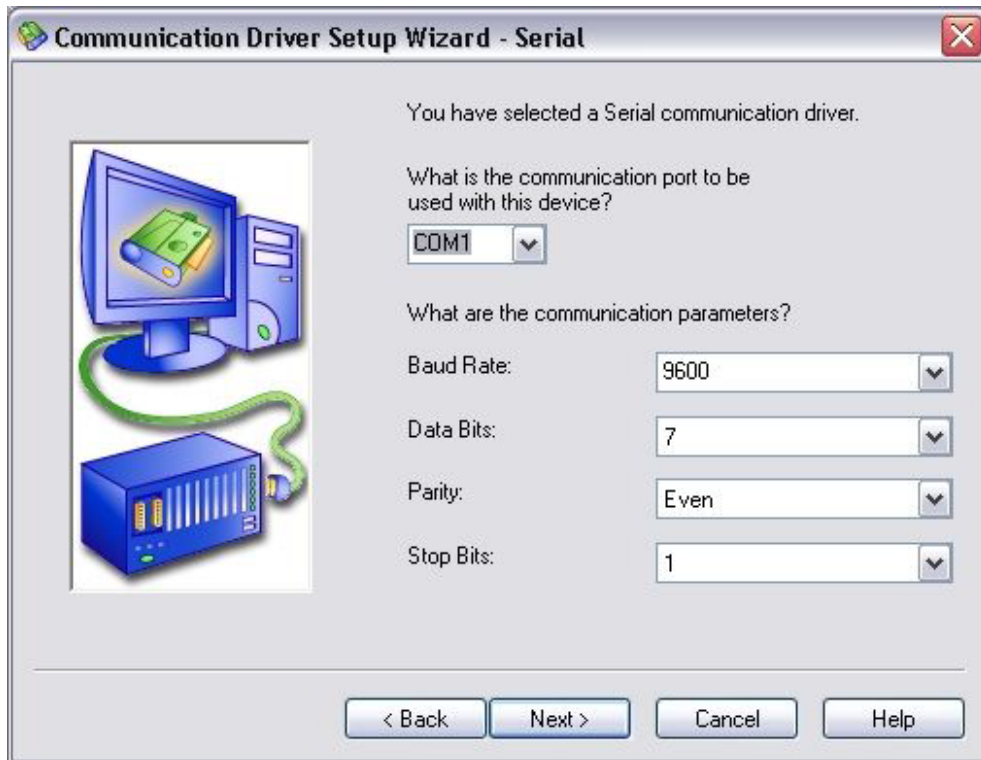 Communication Driver Setup Wizard - Serial
You have selected a Serial communication driver.
What is the communication port to be
used with this device?
COM1
What are the communication parameters?
Baud Rate: 9600
Data Bits: 7
Parity: Even
Stop Bits: 1
< Back Next > Cancel Help